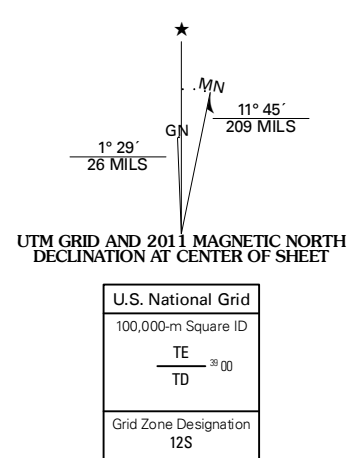 ★
MN
GN
11° 45´
209 MILS
1° 29´
26 MILS
UTM GRID AND 2011 MAGNETIC NORTH
DECLINATION AT CENTER OF SHEET
U.S. National Grid
100,000-m Square ID
TE
39 00
TD
Grid Zone Designation
12S